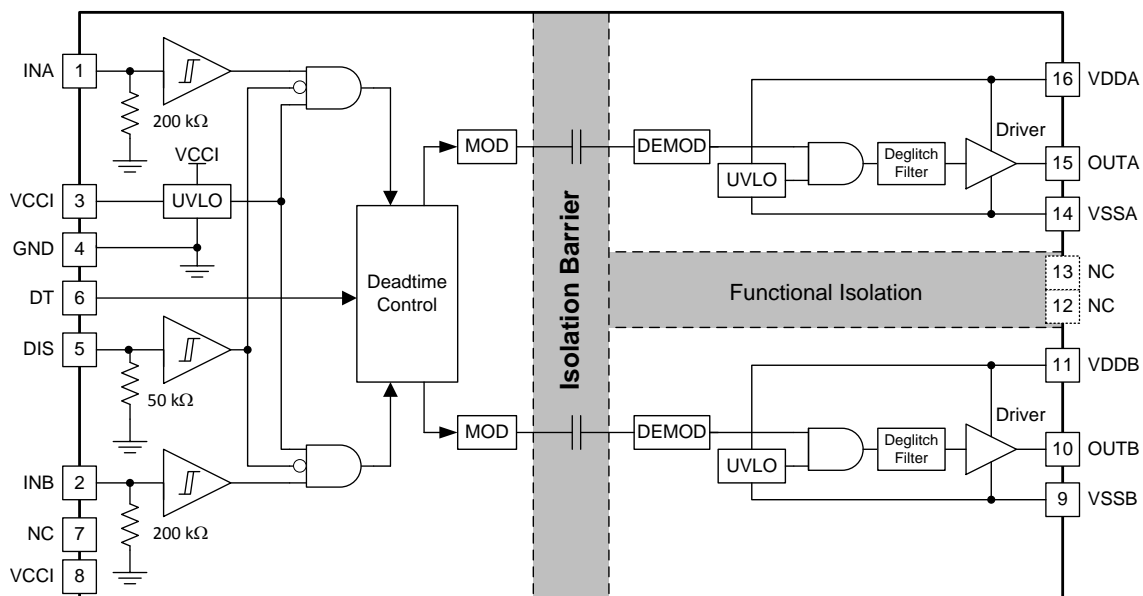 INA
1
200 kΩ
VCCI
VCCI
3
UVLO
GND
4
DT
6
DIS
5
50 kΩ
INB
2
200 kΩ
NC
7
VCCI
8
Deadtime
Control
MOD
MOD
Isolation Barrier
DEMOD
UVLO
Deglitch
Filter
Driver
16
VDDA
15
OUTA
14
VSSA
Functional Isolation
13
NC
12
NC
11
VDDB
DEMOD
UVLO
Deglitch
Filter
Driver
10
OUTB
9
VSSB